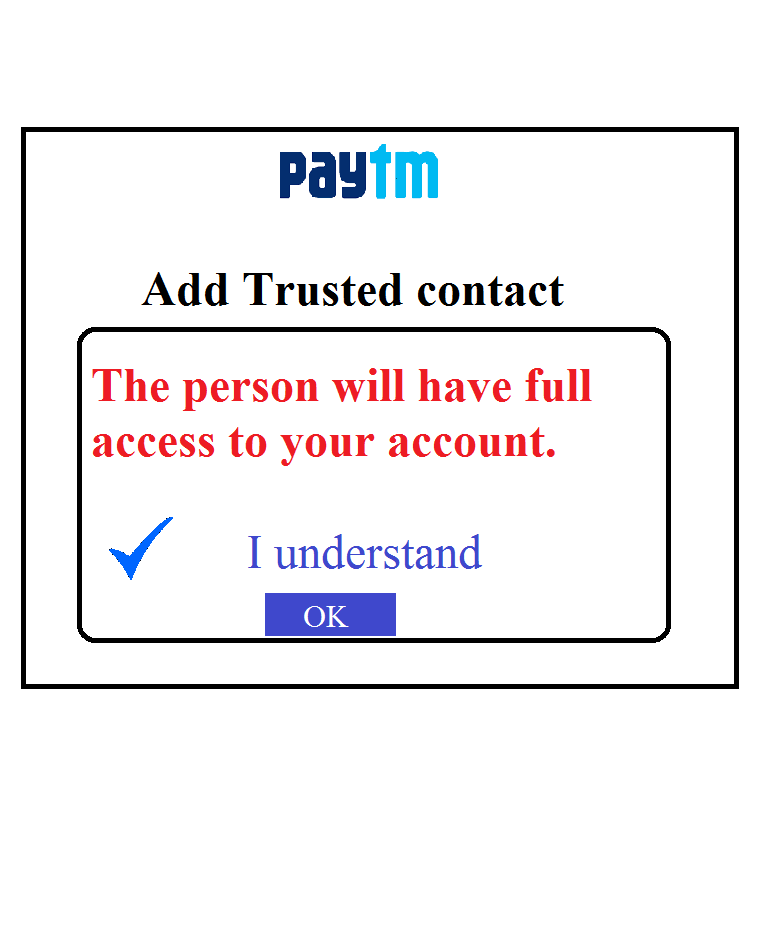 paytm
Add Trusted contact
The person will have full
access to your account.
I understand
OK